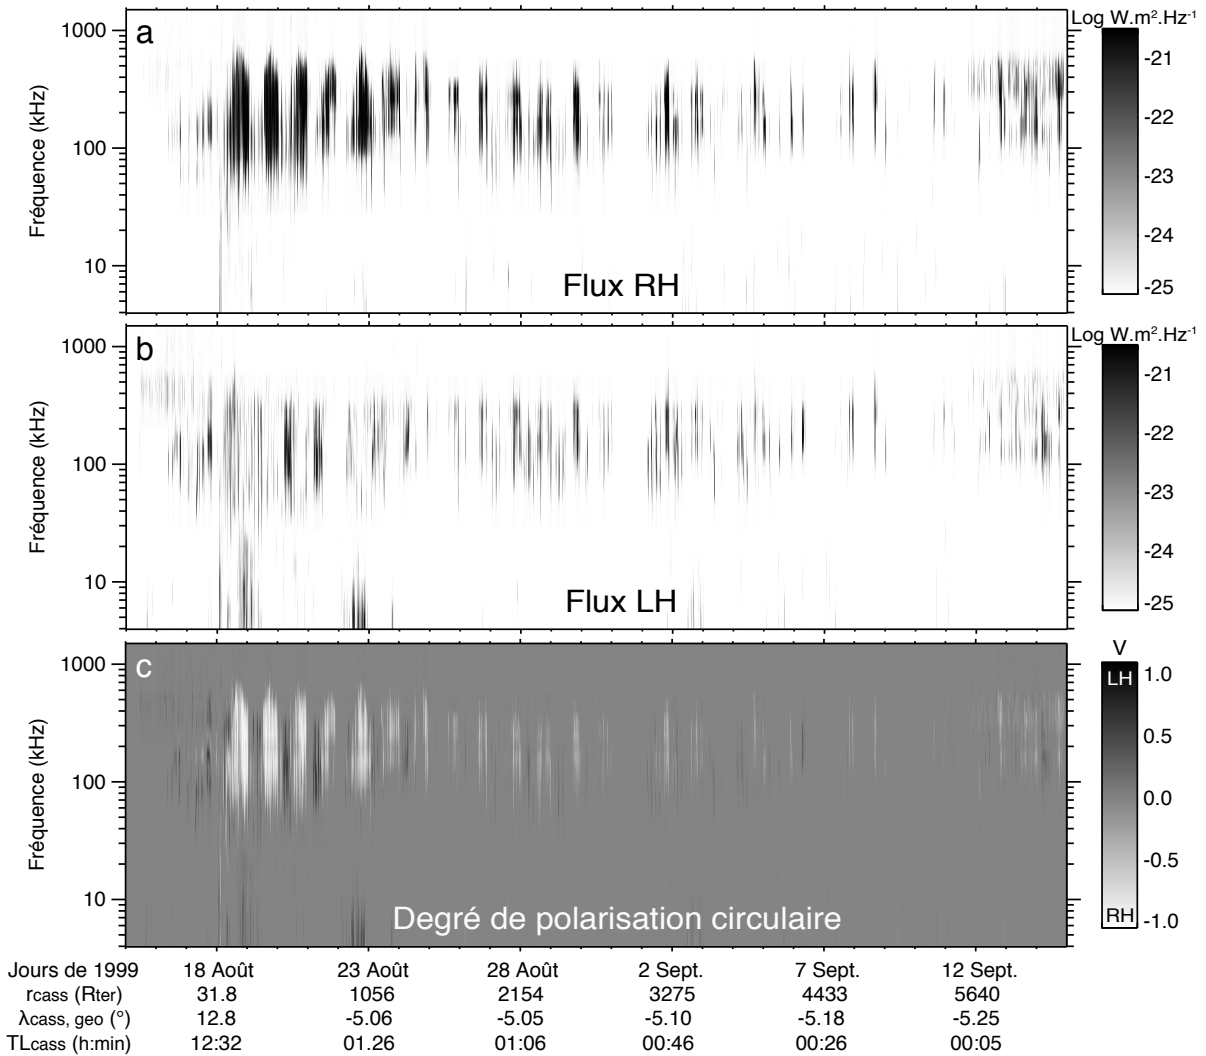 a
Log W.m².Hz⁻¹
Fréquence (kHz)
1000
100
10
Flux RH
-21
-22
-23
-24
-25
b
Log W.m².Hz⁻¹
Fréquence (kHz)
1000
100
10
Flux LH
-21
-22
-23
-24
-25
c
V
Fréquence (kHz)
1000
100
10
Degré de polarisation circulaire
LH
RH
1.0
0.5
0.0
-0.5
-1.0
Jours de 1999 18 Août 23 Août 28 Août 2 Sept. 7 Sept. 12 Sept.
rcass (Rter) 31.8 1056 2154 3275 4433 5640
λcass, geo (°) 12.8 -5.06 -5.05 -5.10 -5.18 -5.25
TLcass (h:min) 12:32 01.26 01:06 00:46 00:26 00:05